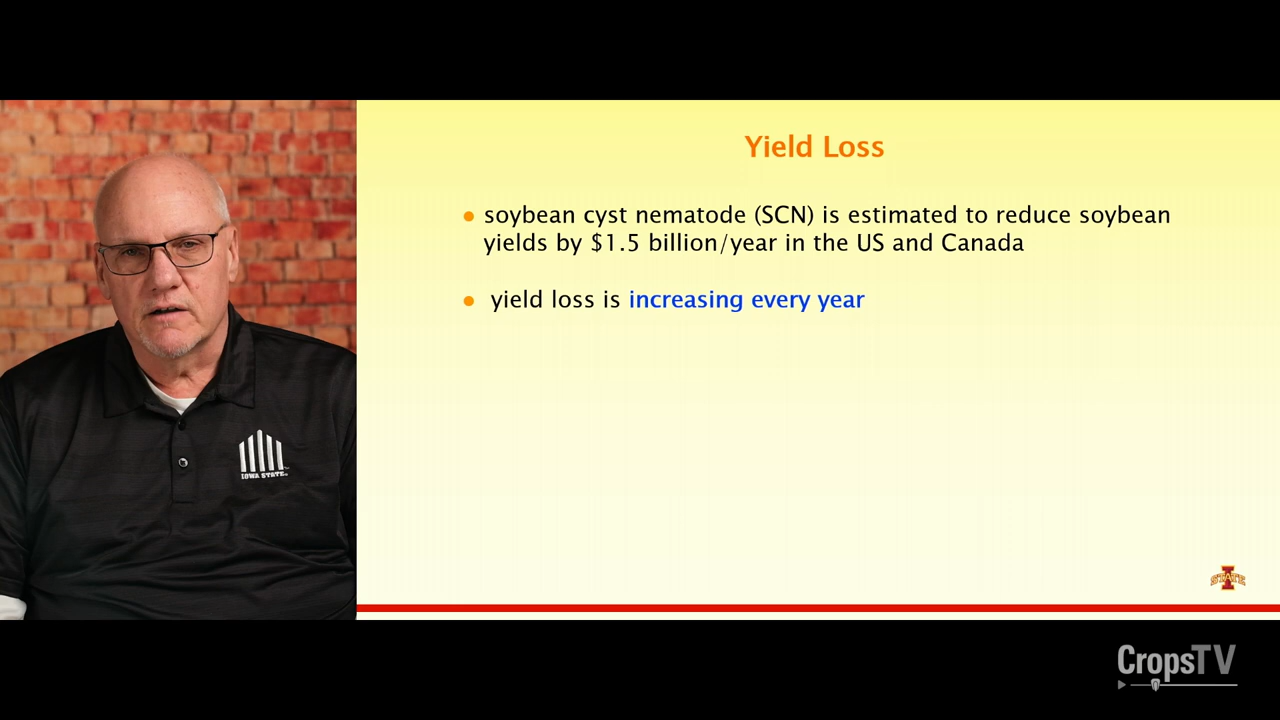 Yield Loss
soybean cyst nematode (SCN) is estimated to reduce soybean
yields by $1.5 billion/year in the US and Canada
yield loss is increasing every year
IOWA STATE
STATE
CropsTV